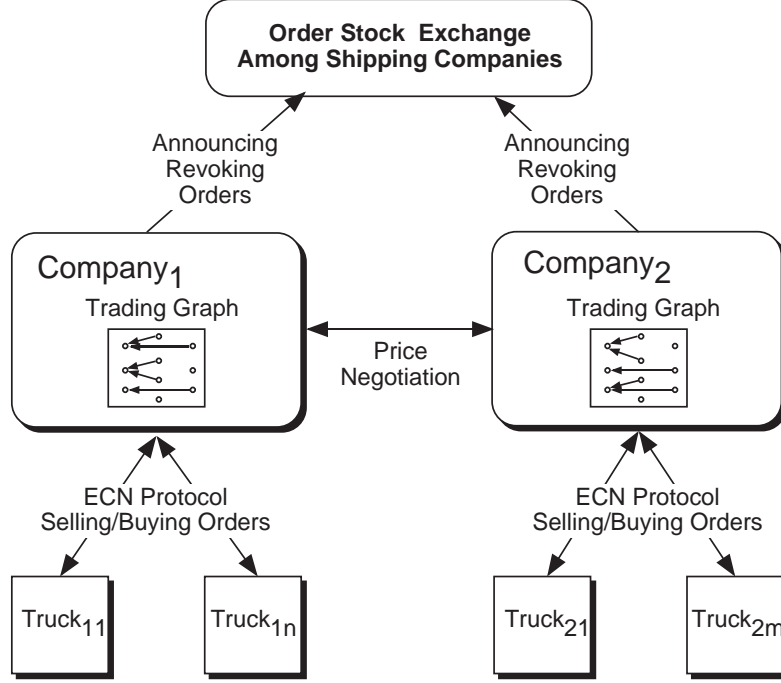 Order Stock Exchange
Among Shipping Companies
Announcing
Revoking
Orders
Announcing
Revoking
Orders
Company1
Trading Graph
Company2
Trading Graph
Price
Negotiation
ECN Protocol
Selling/Buying Orders
ECN Protocol
Selling/Buying Orders
Truck11
Truck1n
Truck21
Truck2m